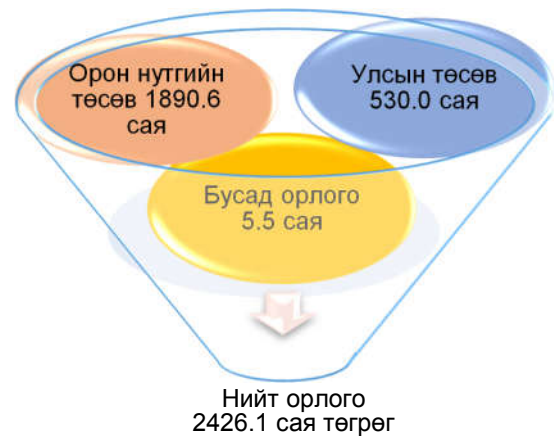 Орон нутгийн
төсөв 1890.6
сая
Улсын төсөв
530.0 сая
Бусад орлого
5.5 сая
Нийт орлого
2426.1 сая төгрөг